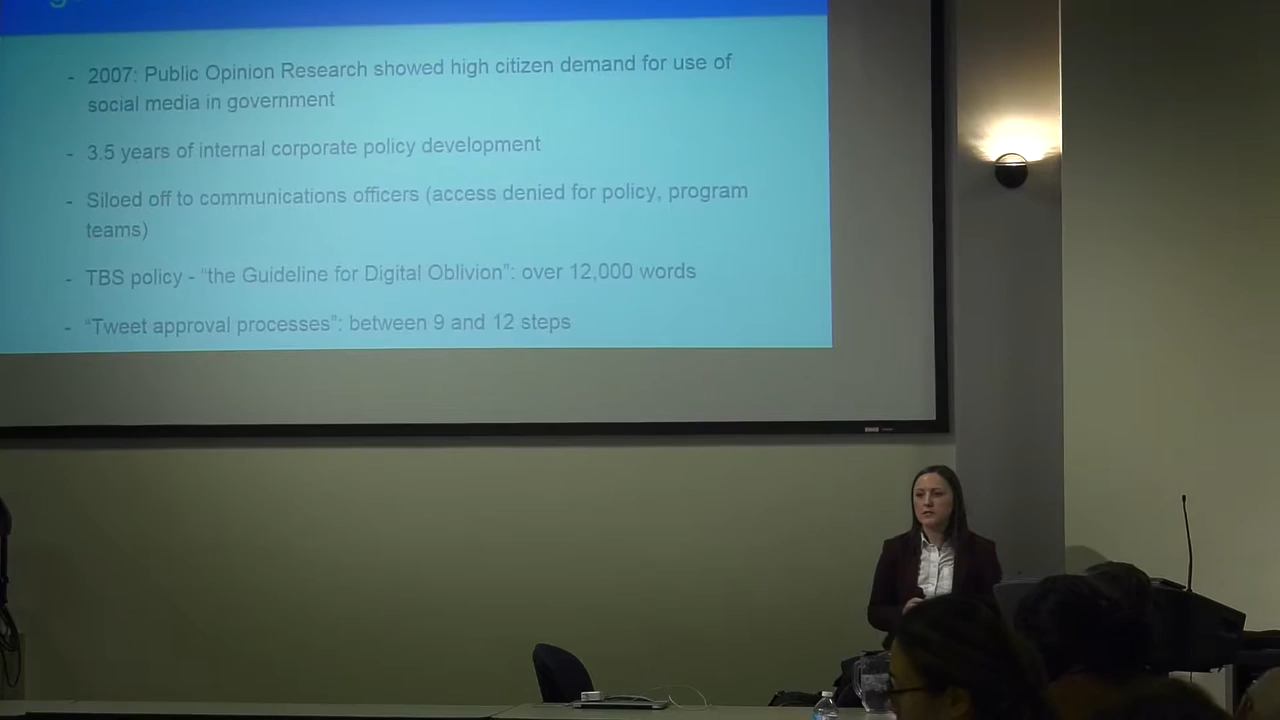 - 2007: Public Opinion Research showed high citizen demand for use of
social media in government
- 3.5 years of internal corporate policy development
- Siloed off to communications officers (access denied for policy, program
teams)
- TBS policy - “the Guideline for Digital Oblivion”: over 12,000 words
- “Tweet approval processes”: between 9 and 12 steps